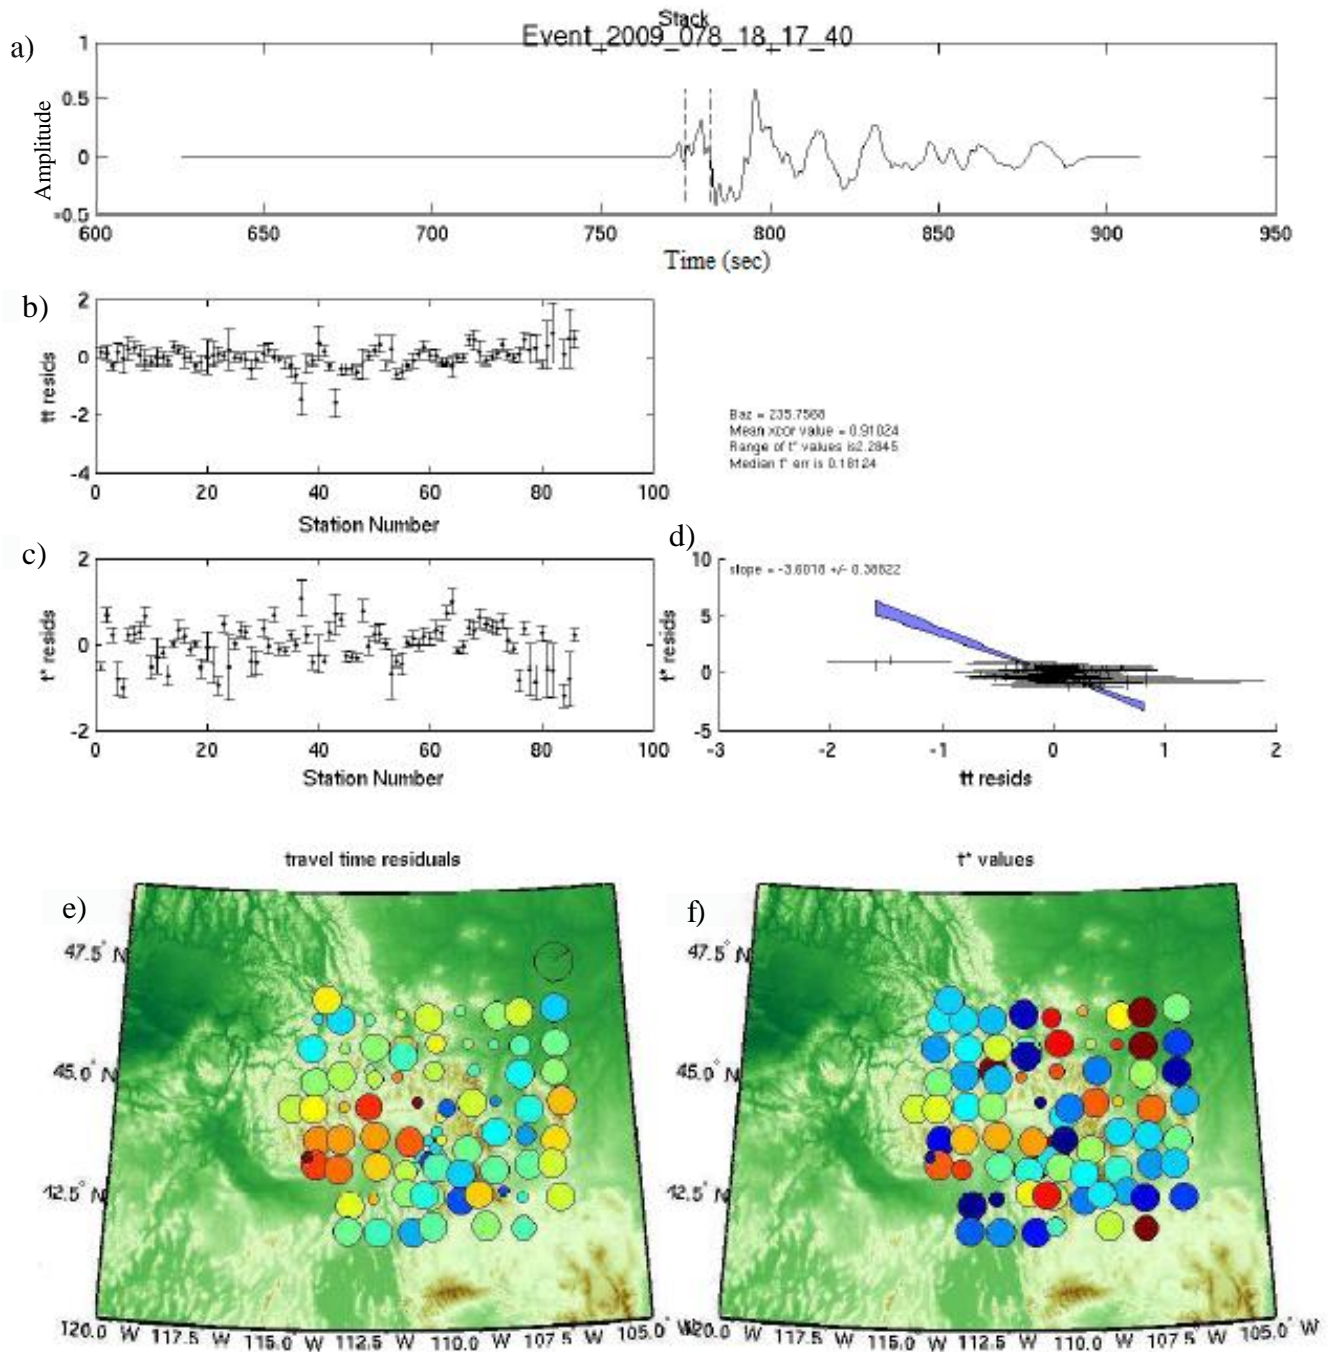 Stack
Event_2009_078_18_17_40
a)
1
0.5
0
-0.5
Amplitude
600 650 700 750 800 850 900 950
Time (sec)
b)
2
0
-2
-4
tt resids
0 20 40 60 80 100
Station Number
Baz = 235.7568
Mean xcor value = 0.91024
Range of t* values is2.2845
Median t* err is 0.18124
c)
2
0
-2
t* resids
0 20 40 60 80 100
Station Number
d)
slope = -3.6018 +/- 0.38822
10
5
0
-5
t* resids
-3 -2 -1 0 1 2
tt resids
travel time residuals
e)
47.5° N
45.0° N
42.5° N
120.0 W 117.5° W 115.0° W 112.5° W 110.0° W 107.5° W 105.0° W
t* values
f)
47.5° N
45.0° N
42.5° N
120.0 W 117.5° W 115.0° W 112.5° W 110.0° W 107.5° W 105.0° W